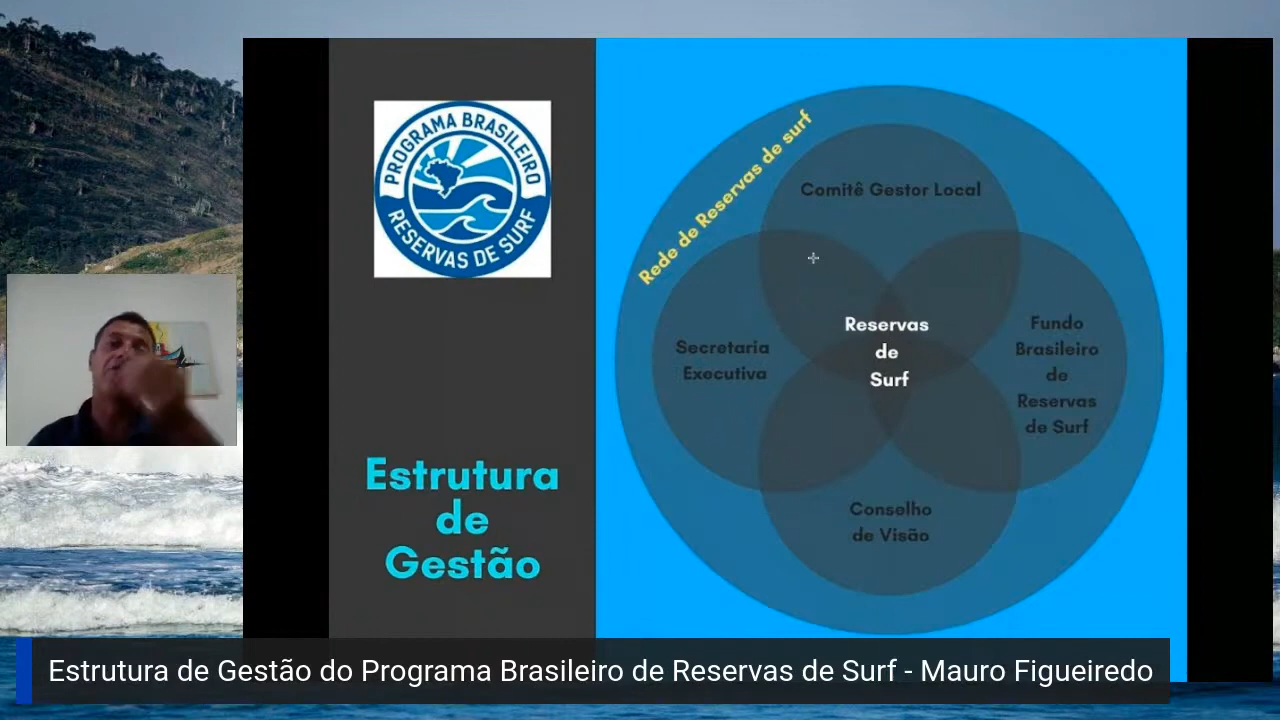 PROGRAMA BRASILEIRO
RESERVAS DE SURF
Estrutura
de
Gestão
Rede de Reservas de surf
Comitê Gestor Local
Secretaria
Executiva
Reservas
de
Surf
Fundo
Brasileiro
de
Reservas
de Surf
Conselho
de Visão
Estrutura de Gestão do Programa Brasileiro de Reservas de Surf - Mauro Figueiredo